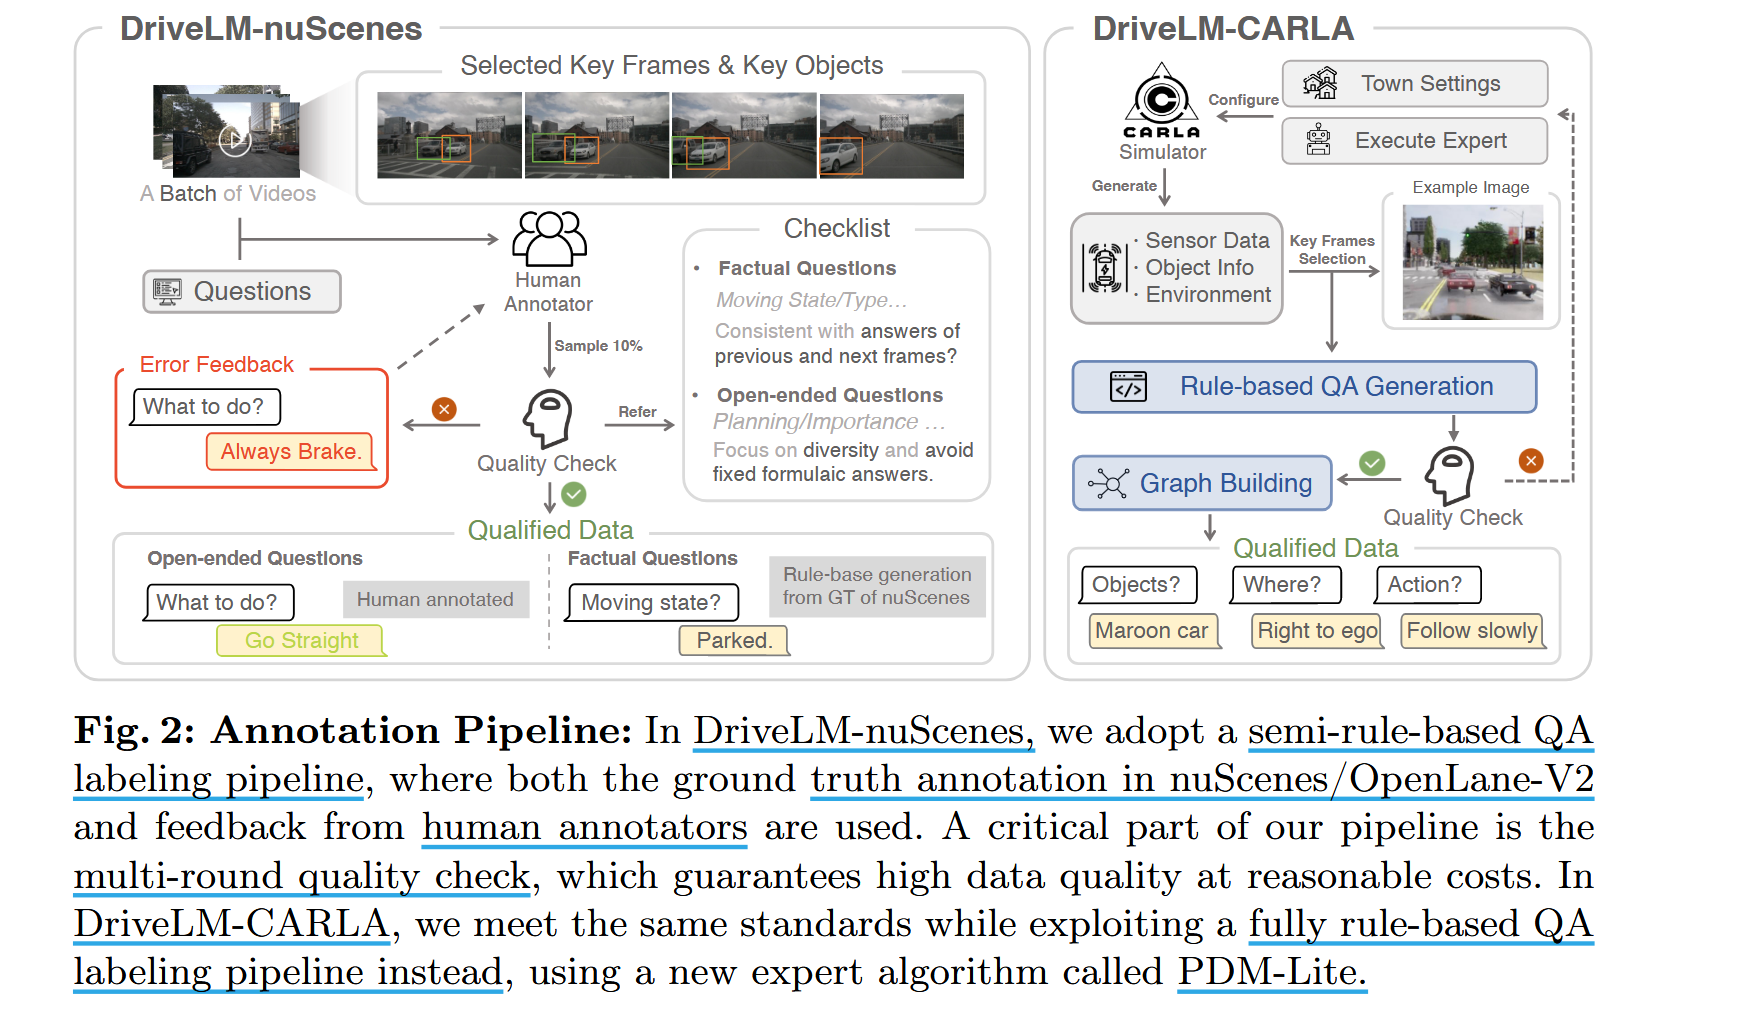 DriveLM-nuScenes
Selected Key Frames & Key Objects
A Batch of Videos
Questions
Human
Annotator
Sample 10%
Error Feedback
What to do?
Always Brake.
Quality Check
Refer
Checklist
• Factual Questions
Moving State/Type...
Consistent with answers of
previous and next frames?
• Open-ended Questions
Planning/Importance ...
Focus on diversity and avoid
fixed formulaic answers.
Qualified Data
Open-ended Questions
What to do?
Human annotated
Go Straight
Factual Questions
Moving state?
Rule-base generation
from GT of nuScenes
Parked.
DriveLM-CARLA
CARLA
Simulator
Configure
Town Settings
Execute Expert
Generate
· Sensor Data
· Object Info
· Environment
Key Frames
Selection
Example Image
Rule-based QA Generation
Graph Building
Quality Check
Qualified Data
Objects?
Where?
Action?
Maroon car
Right to ego
Follow slowly
Fig. 2: Annotation Pipeline: In DriveLM-nuScenes, we adopt a semi-rule-based QA
labeling pipeline, where both the ground truth annotation in nuScenes/OpenLane-V2
and feedback from human annotators are used. A critical part of our pipeline is the
multi-round quality check, which guarantees high data quality at reasonable costs. In
DriveLM-CARLA, we meet the same standards while exploiting a fully rule-based QA
labeling pipeline instead, using a new expert algorithm called PDM-Lite.